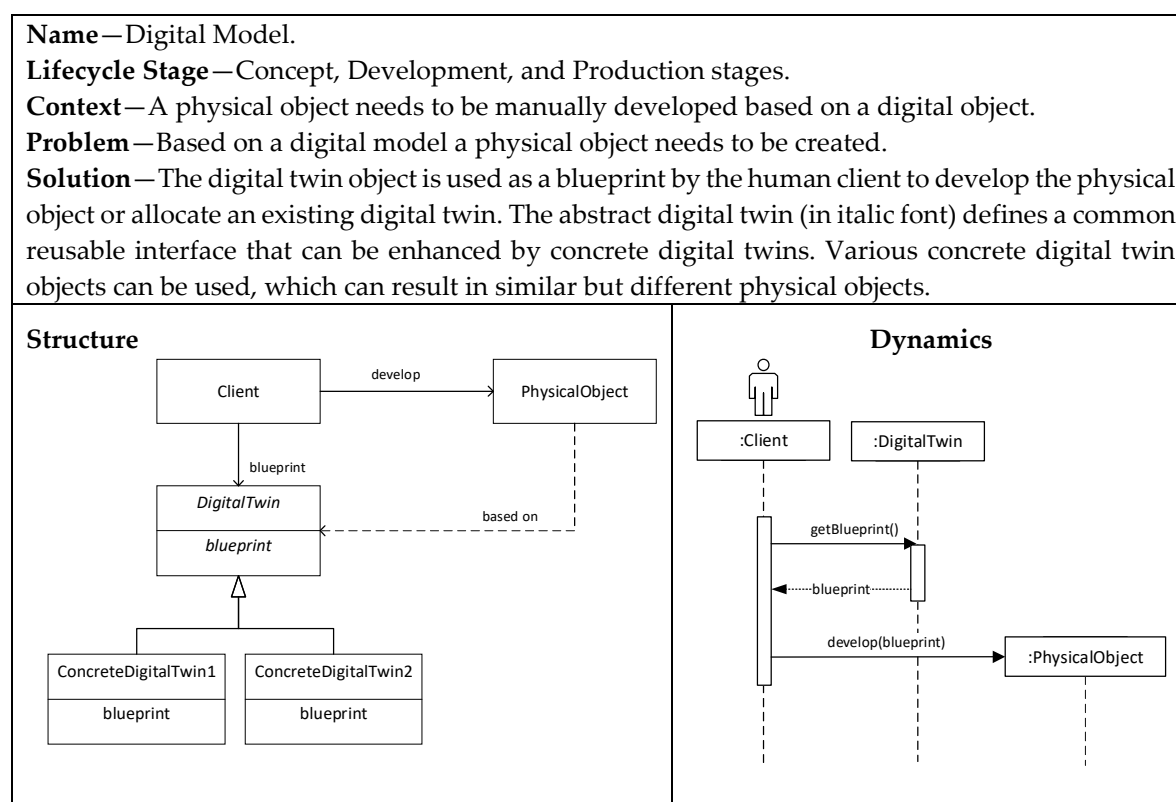 Name—Digital Model.
Lifecycle Stage—Concept, Development, and Production stages.
Context—A physical object needs to be manually developed based on a digital object.
Problem—Based on a digital model a physical object needs to be created.
Solution—The digital twin object is used as a blueprint by the human client to develop the physical
object or allocate an existing digital twin. The abstract digital twin (in italic font) defines a common
reusable interface that can be enhanced by concrete digital twins. Various concrete digital twin
objects can be used, which can result in similar but different physical objects.
Structure
Client
develop
PhysicalObject
blueprint
DigitalTwin
blueprint
based on
ConcreteDigitalTwin1
blueprint
ConcreteDigitalTwin2
blueprint
Dynamics
:Client
:DigitalTwin
getBlueprint()
blueprint
develop(blueprint)
:PhysicalObject